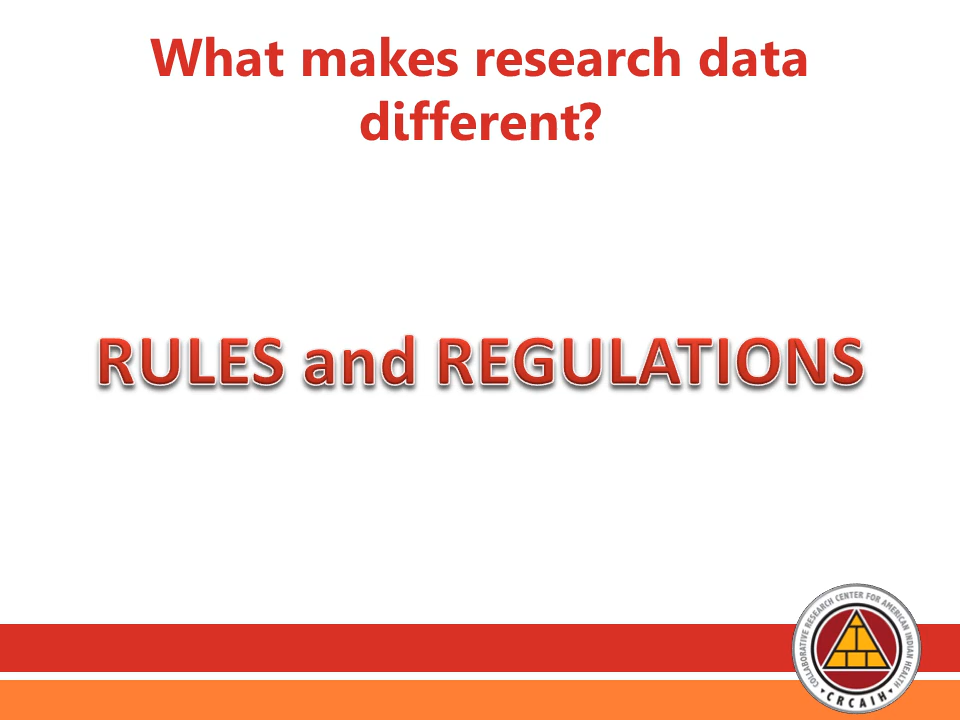 What makes research data
different?
RULES and REGULATIONS
COLLABORATIVE RESEARCH CENTER FOR AMERICAN INDIAN HEALTH
• CRCAIH •